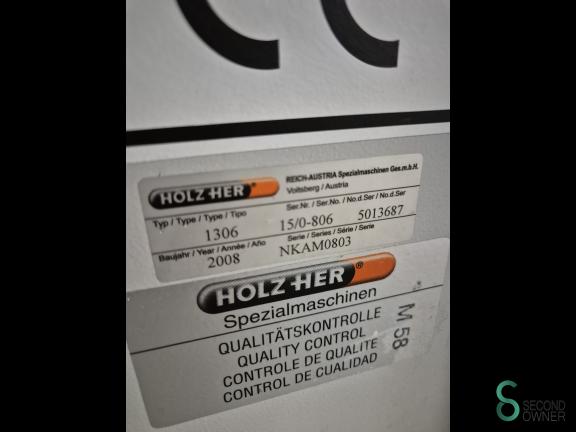 CE
HOLZ-HER®
REICH-AUSTRIA Spezialmaschinen Ges.m.b.H.
Voitsberg / Austria
Typ / Type / Type / Tipo
Ser.Nr. / Ser.No. / No.d.Ser / No.d.Ser
1306
15/0-806 5013687
Baujahr / Year / Année / Año
Serie / Series / Série / Serie
2008
NKAM0803
HOLZ-HER®
Spezialmaschinen
QUALITÄTSKONTROLLE
QUALITY CONTROL
CONTROLE DE QUALITE
CONTROL DE CUALIDAD
M 58
SECOND
OWNER